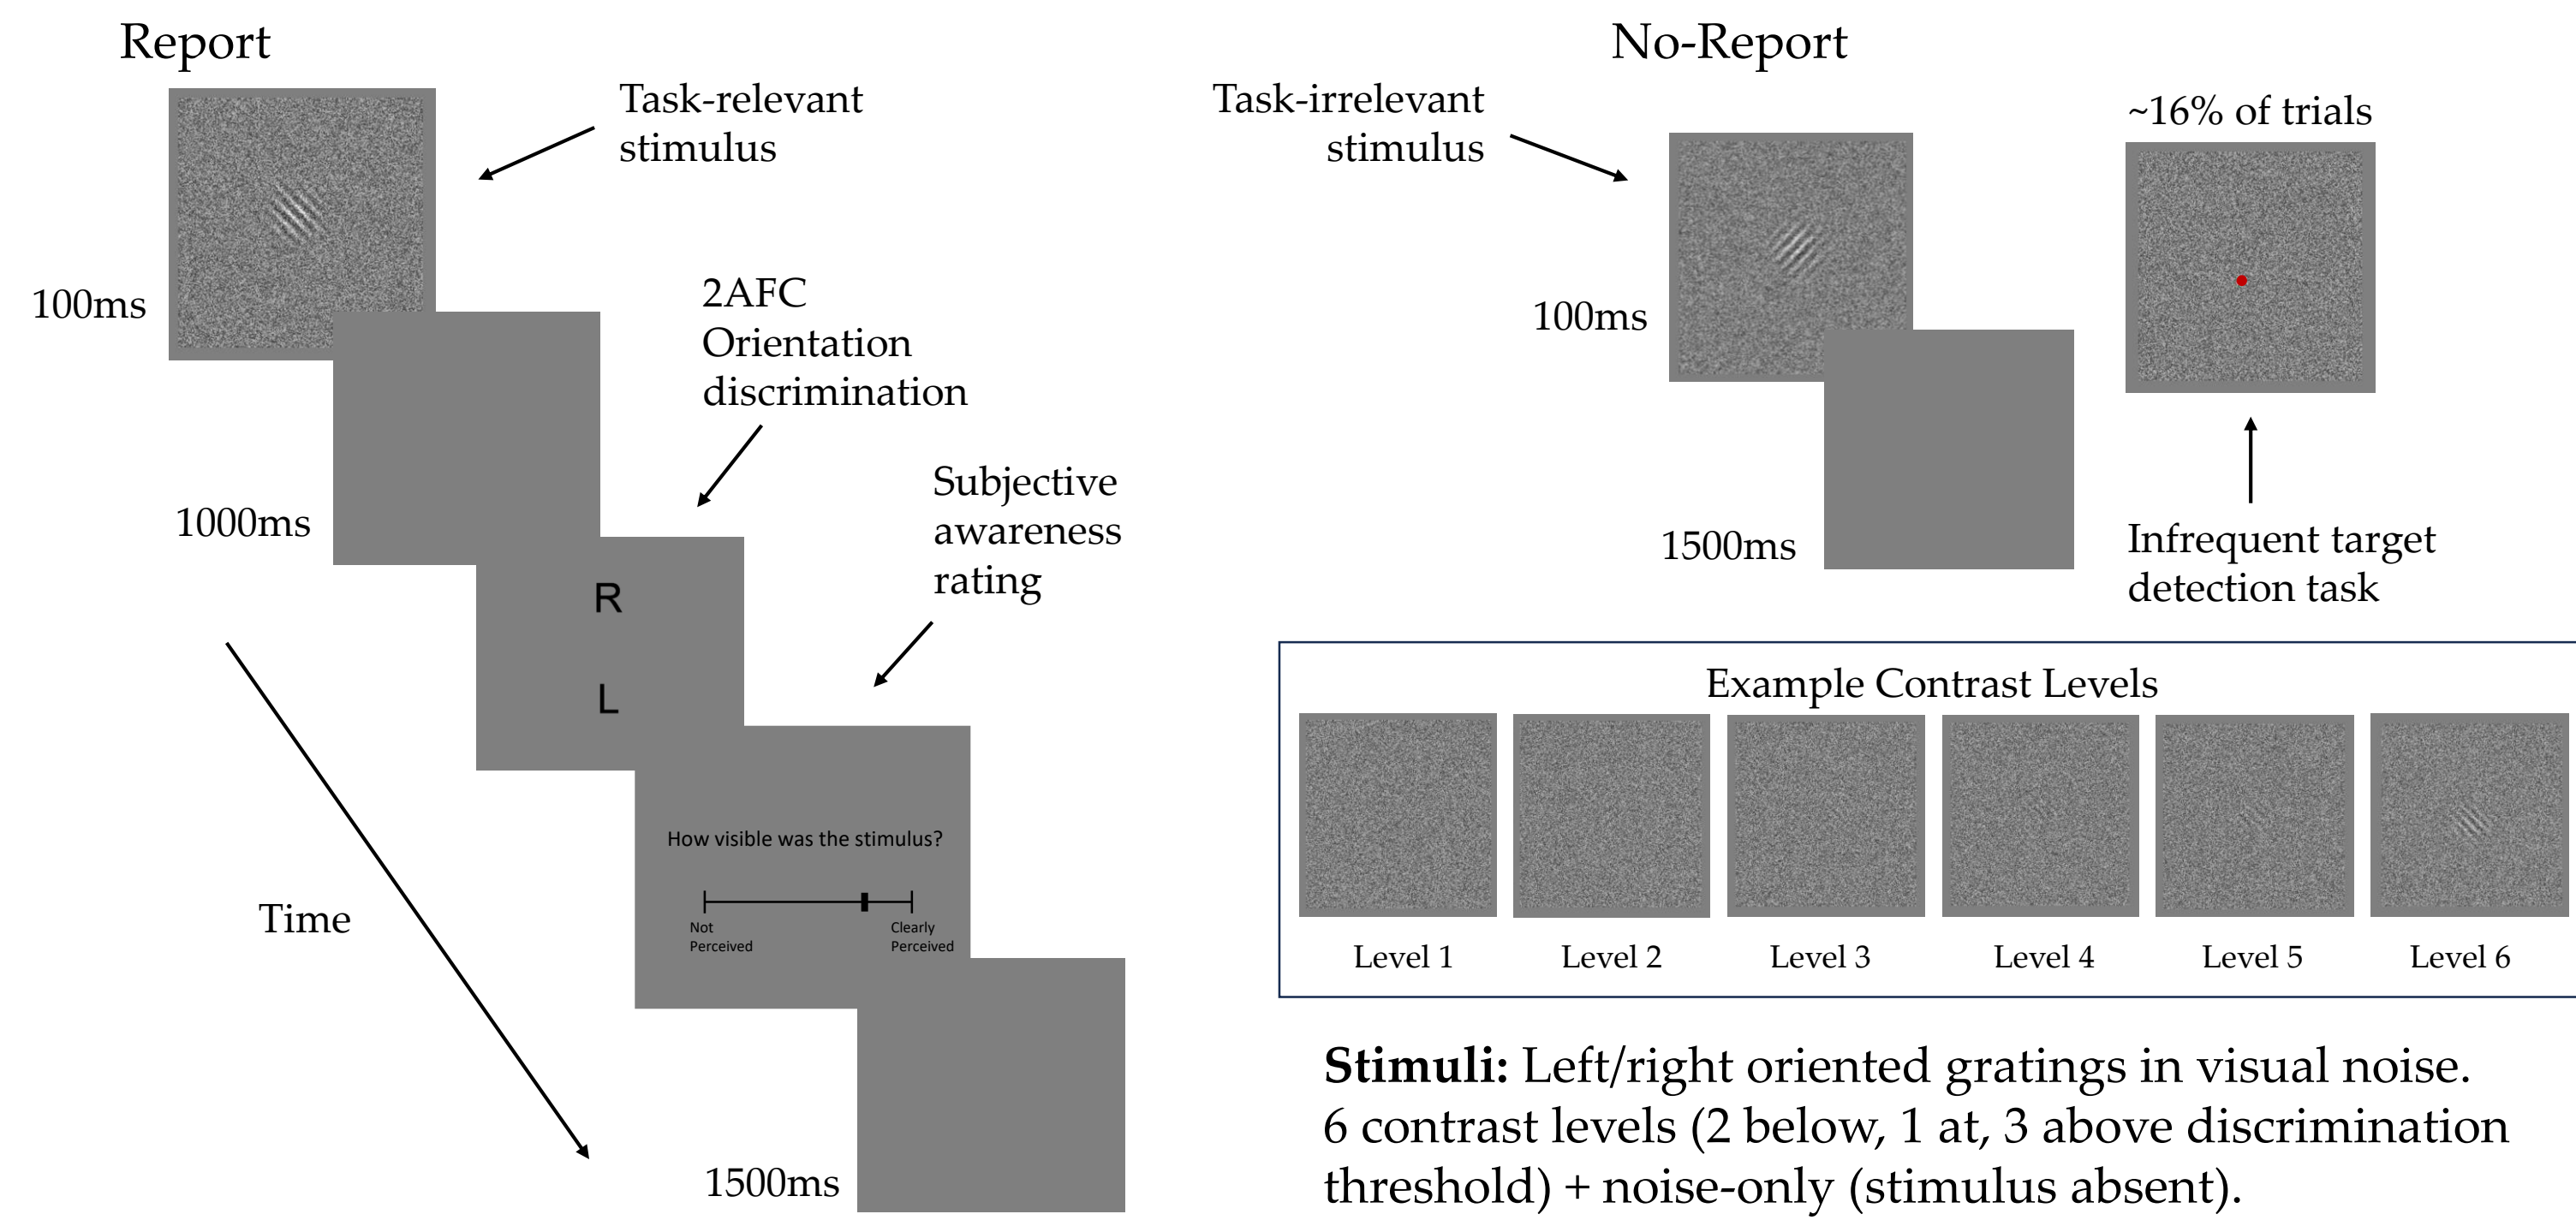 Report
Task-relevant
stimulus
100ms
2AFC
Orientation
discrimination
1000ms
Subjective
awareness
rating
R
L
How visible was the stimulus?
Not
Perceived
Clearly
Perceived
Time
1500ms
No-Report
Task-irrelevant
stimulus
~16% of trials
100ms
1500ms
Infrequent target
detection task
Example Contrast Levels
Level 1
Level 2
Level 3
Level 4
Level 5
Level 6
Stimuli: Left/right oriented gratings in visual noise.
6 contrast levels (2 below, 1 at, 3 above discrimination
threshold) + noise-only (stimulus absent).